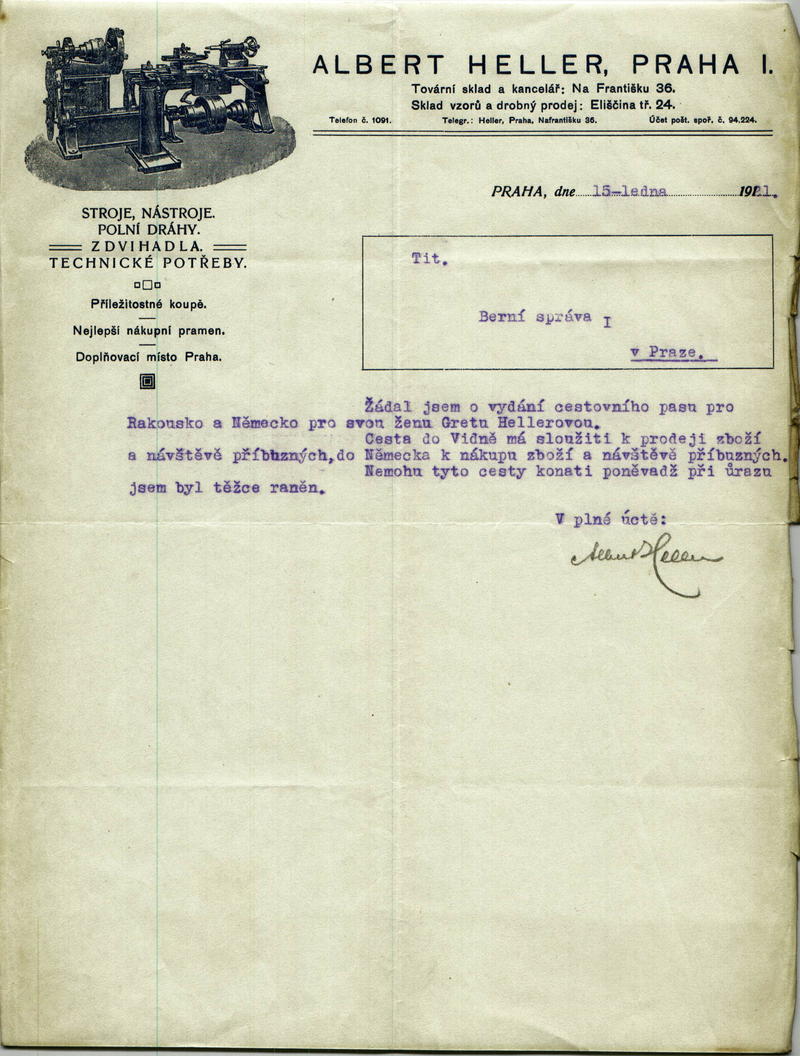 ALBERT HELLER, PRAHA I.
Tovární sklad a kancelář: Na Františku 36.
Sklad vzorů a drobný prodej: Eliščina tř. 24.
Telefon č. 1091. Telegr.: Heller, Praha, Nafrantišku 36. Účet pošt. spoř. č. 94.224.
PRAHA, dne 15-ledna 1921.
STROJE, NÁSTROJE.
POLNÍ DRÁHY.
ZDVIHADLA.
TECHNICKÉ POTŘEBY.
Příležitostné koupě.
Nejlepší nákupní pramen.
Doplňovací místo Praha.
Tit.
Berní správa I
v Praze.
Žádal jsem o vydání cestovního pasu pro
Rakousko a Německo pro svou ženu Gretu Hellerovou.
Cesta do Vídně má sloužiti k prodeji zboží
a návštěvě příbuzných,do Německa k nákupu zboží a návštěvě příbuzných.
Nemohu tyto cesty konati poněvadž při úrazu
jsem byl těžce raněn.
V plné úctě:
Albert Heller